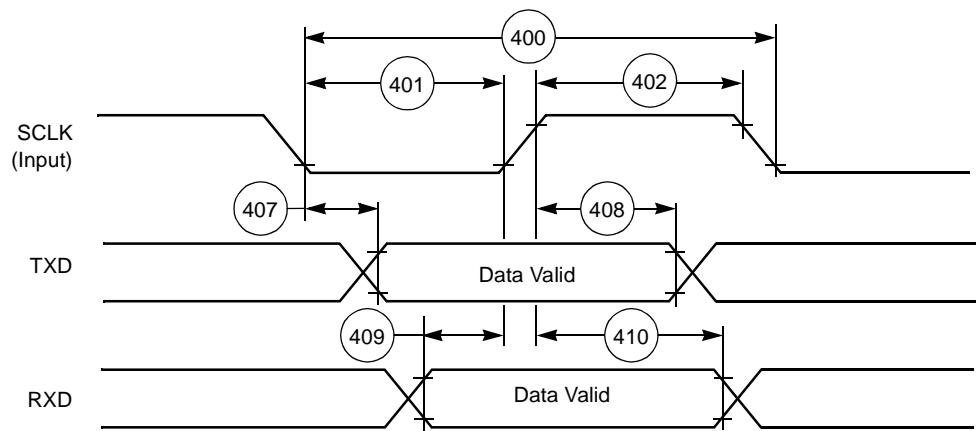 400
401
402
SCLK
(Input)
407
408
TXD
Data Valid
409
410
RXD
Data Valid